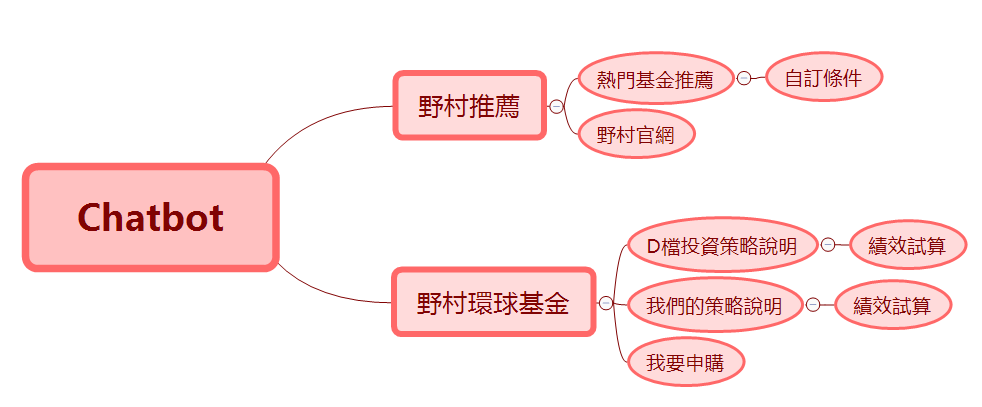 Chatbot
野村推薦
熱門基金推薦
自訂條件
野村官網
野村環球基金
D檔投資策略說明
績效試算
我們的策略說明
績效試算
我要申購